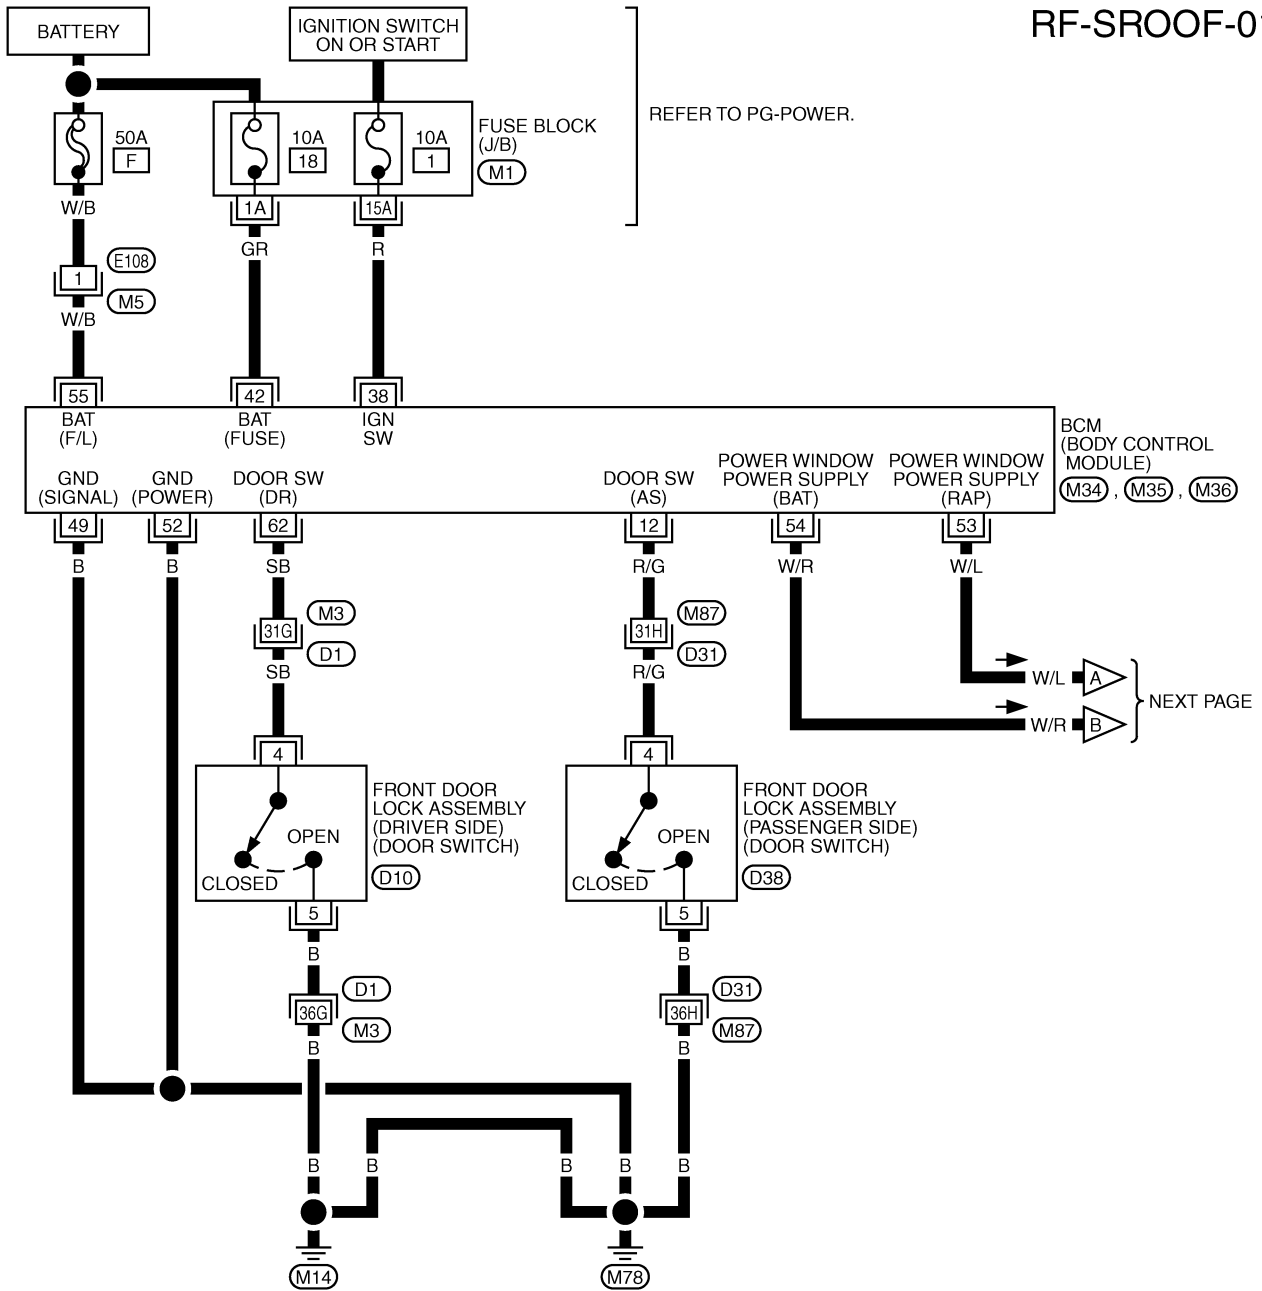 RF-SROOF-01
BATTERY
IGNITION SWITCH
ON OR START
REFER TO PG-POWER.
50A
F
10A
18
10A
1
FUSE BLOCK
(J/B)
M1
1A
15A
W/B
GR
R
1
E108
M5
W/B
55
42
38
BAT
(F/L)
BAT
(FUSE)
IGN
SW
BCM
(BODY CONTROL
MODULE)
M34 , M35 , M36
GND
(SIGNAL)
GND
(POWER)
DOOR SW
(DR)
DOOR SW
(AS)
POWER WINDOW
POWER SUPPLY
(BAT)
POWER WINDOW
POWER SUPPLY
(RAP)
49
52
62
12
54
53
B
B
SB
R/G
W/R
W/L
31G
M3
D1
31H
M87
D31
SB
R/G
W/L
A
W/R
B
NEXT PAGE
4
4
FRONT DOOR
LOCK ASSEMBLY
(DRIVER SIDE)
(DOOR SWITCH)
D10
OPEN
CLOSED
FRONT DOOR
LOCK ASSEMBLY
(PASSENGER SIDE)
(DOOR SWITCH)
D38
OPEN
CLOSED
5
5
B
B
36G
D1
M3
36H
D31
M87
B
B
B
B
B
B
B
M14
M78